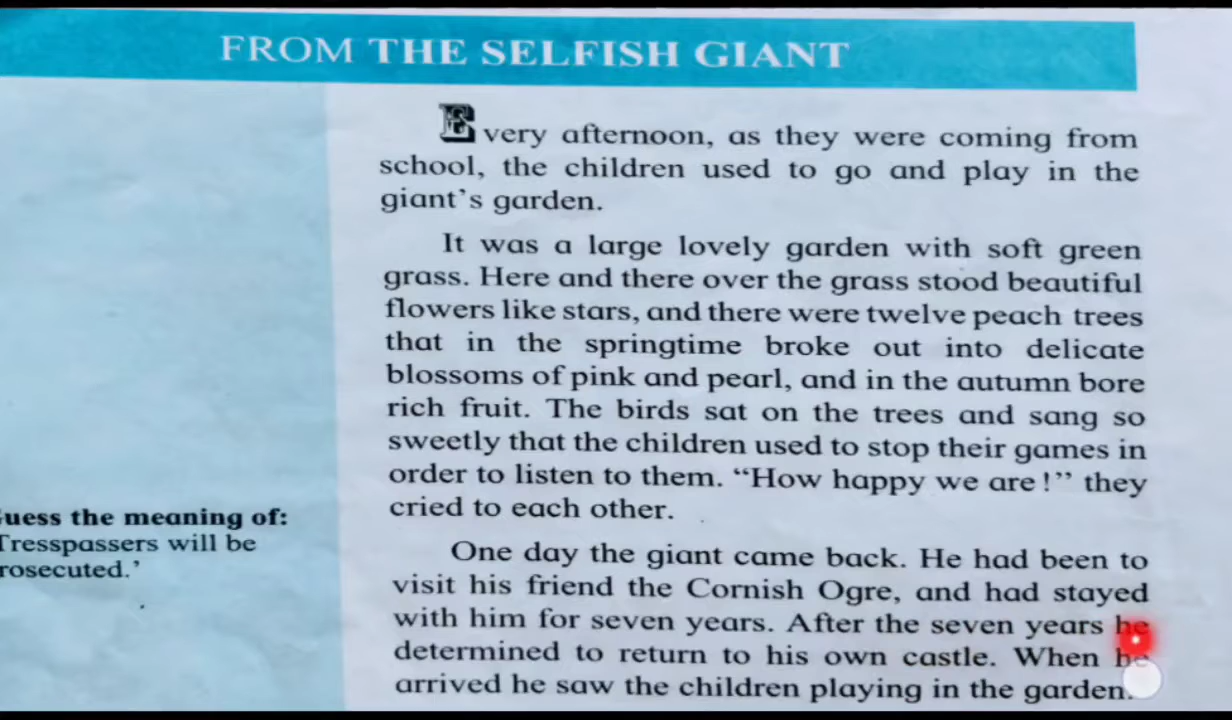 FROM THE SELFISH GIANT
Every afternoon, as they were coming from
school, the children used to go and play in the
giant's garden.
It was a large lovely garden with soft green
grass. Here and there over the grass stood beautiful
flowers like stars, and there were twelve peach trees
that in the springtime broke out into delicate
blossoms of pink and pearl, and in the autumn bore
rich fruit. The birds sat on the trees and sang so
sweetly that the children used to stop their games in
order to listen to them. “How happy we are!” they
cried to each other.
uess the meaning of:
Tresspassers will be
rosecuted.’
One day the giant came back. He had been to
visit his friend the Cornish Ogre, and had stayed
with him for seven years. After the seven years he
determined to return to his own castle. When he
arrived he saw the children playing in the garden.